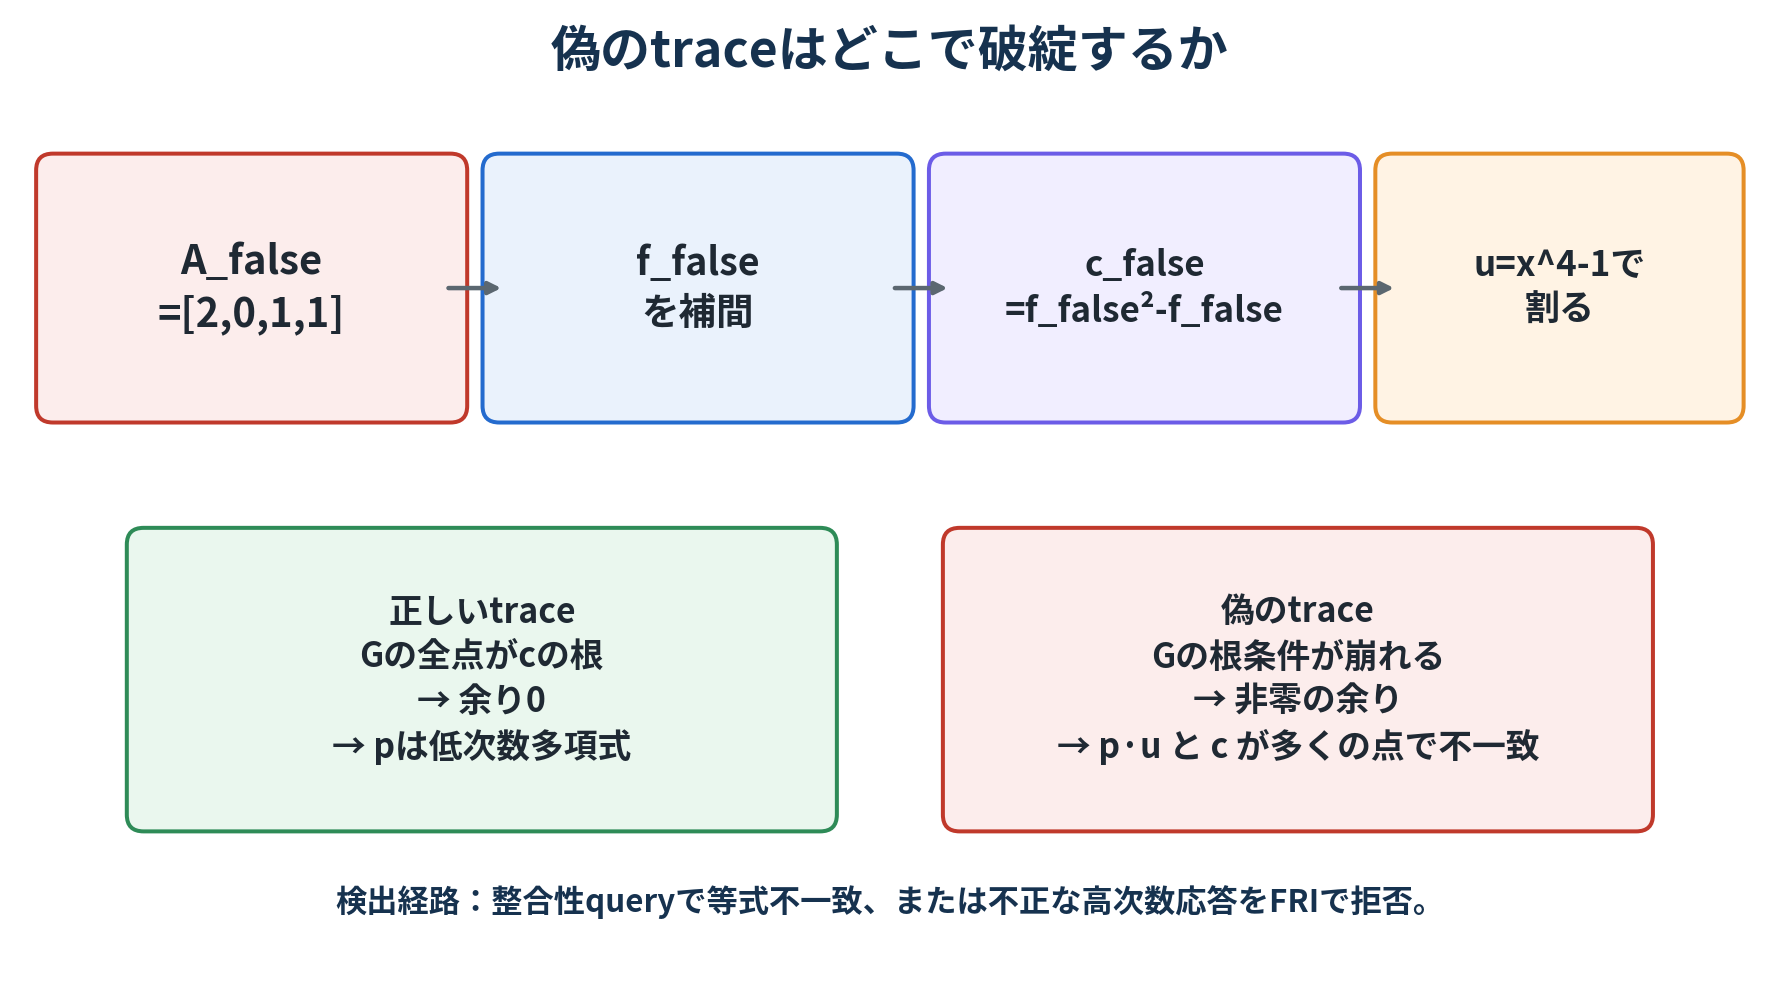 偽のtraceはどこで破綻するか
A_false
=[2,0,1,1]
f_false
を補間
c_false
=f_false²-f_false
u=x^4-1で
割る
正しいtrace
Gの全点がcの根
→ 余り0
→ pは低次数多項式
偽のtrace
Gの根条件が崩れる
→ 非零の余り
→ p·u と c が多くの点で不一致
検出経路：整合性queryで等式不一致、または不正な高次数応答をFRIで拒否。